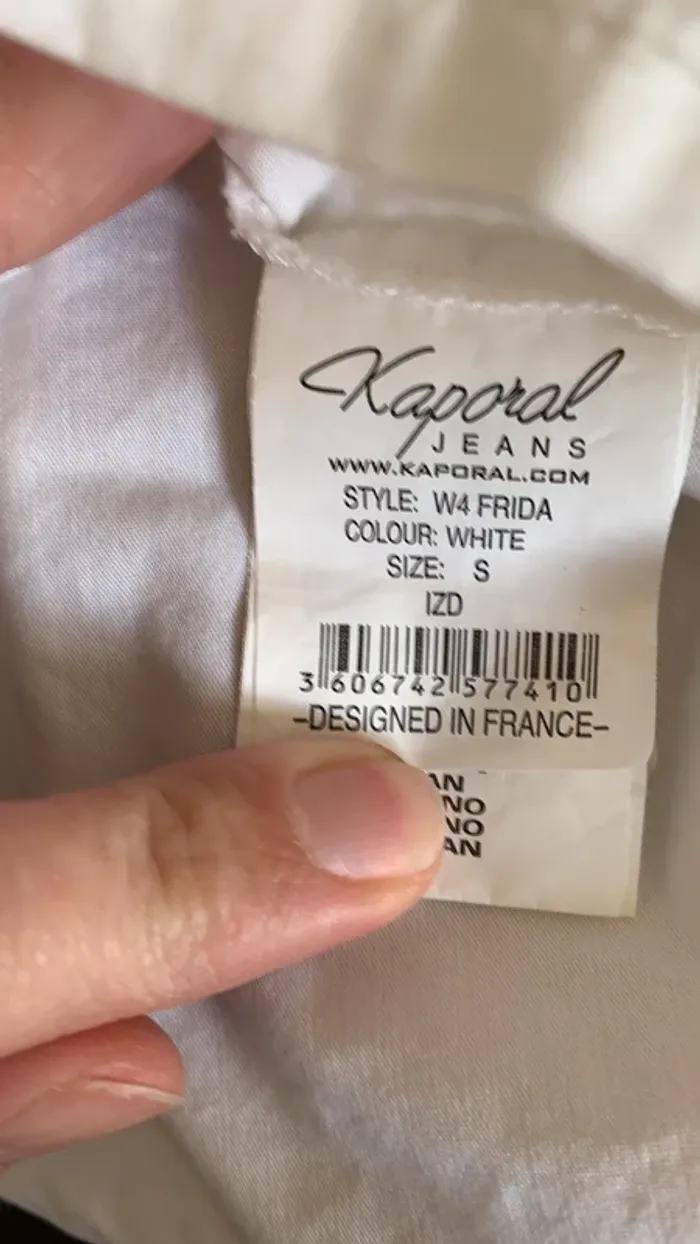 Kaporal
JEANS
WWW.KAPORAL.COM
STYLE: W4 FRIDA
COLOUR: WHITE
SIZE: S
IZD
3 606742 577410
–DESIGNED IN FRANCE–